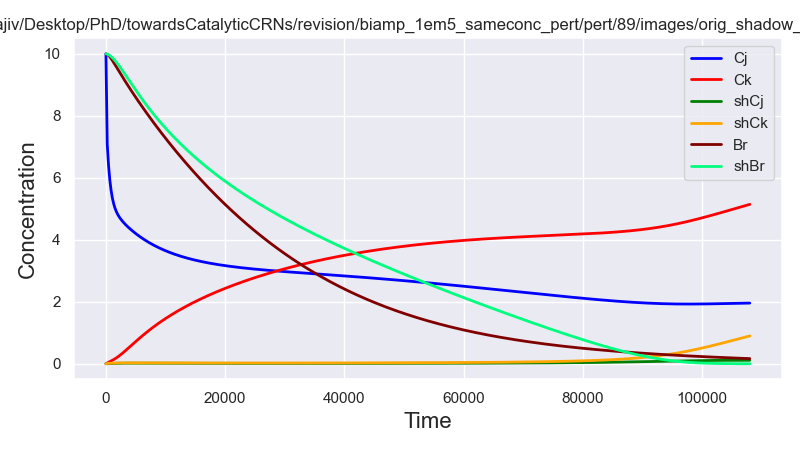 ajiv/Desktop/PhD/towardsCatalyticCRNs/revision/biamp_1em5_sameconc_pert/pert/89/images/orig_shadow_
10
8
6
4
2
0
Concentration
0 20000 40000 60000 80000 100000
Time
Cj
Ck
shCj
shCk
Br
shBr